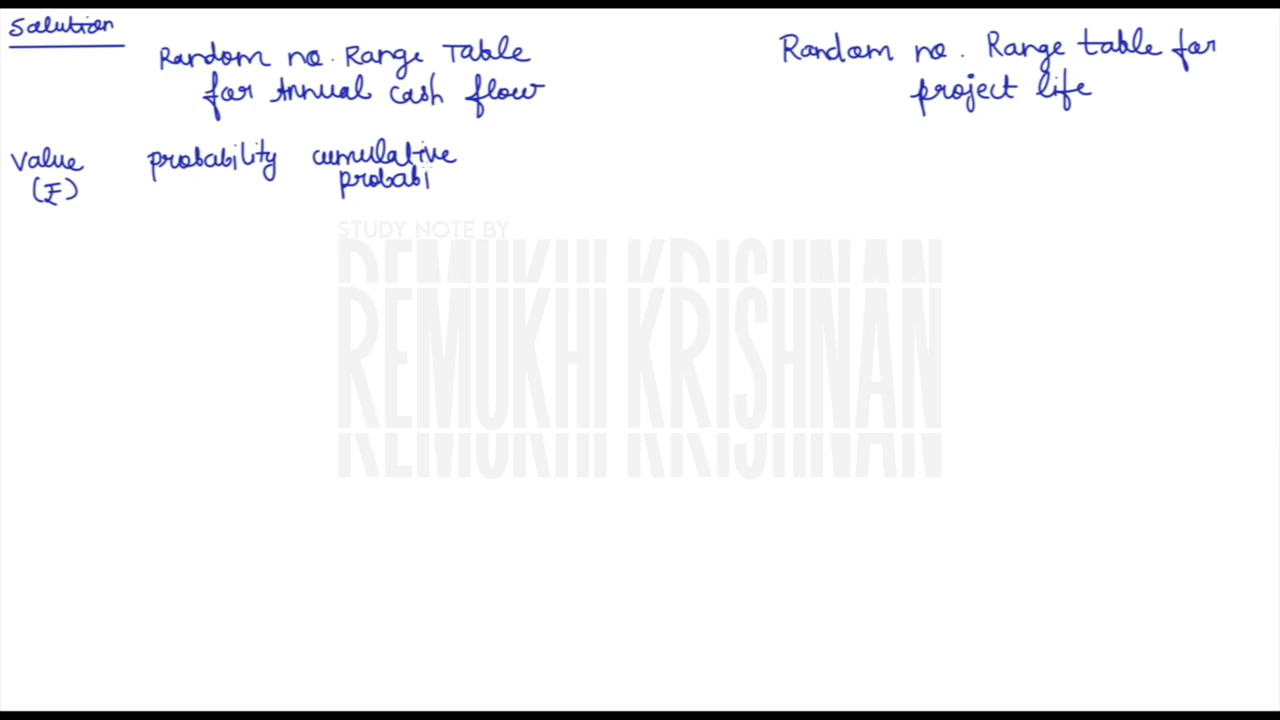 Solution
Random no. Range Table
for Annual cash flow
Random no. Range table for
project life
Value probability cumulative
(₹) probabi
STUDY NOTE BY
REMUKHI KRISHNAN